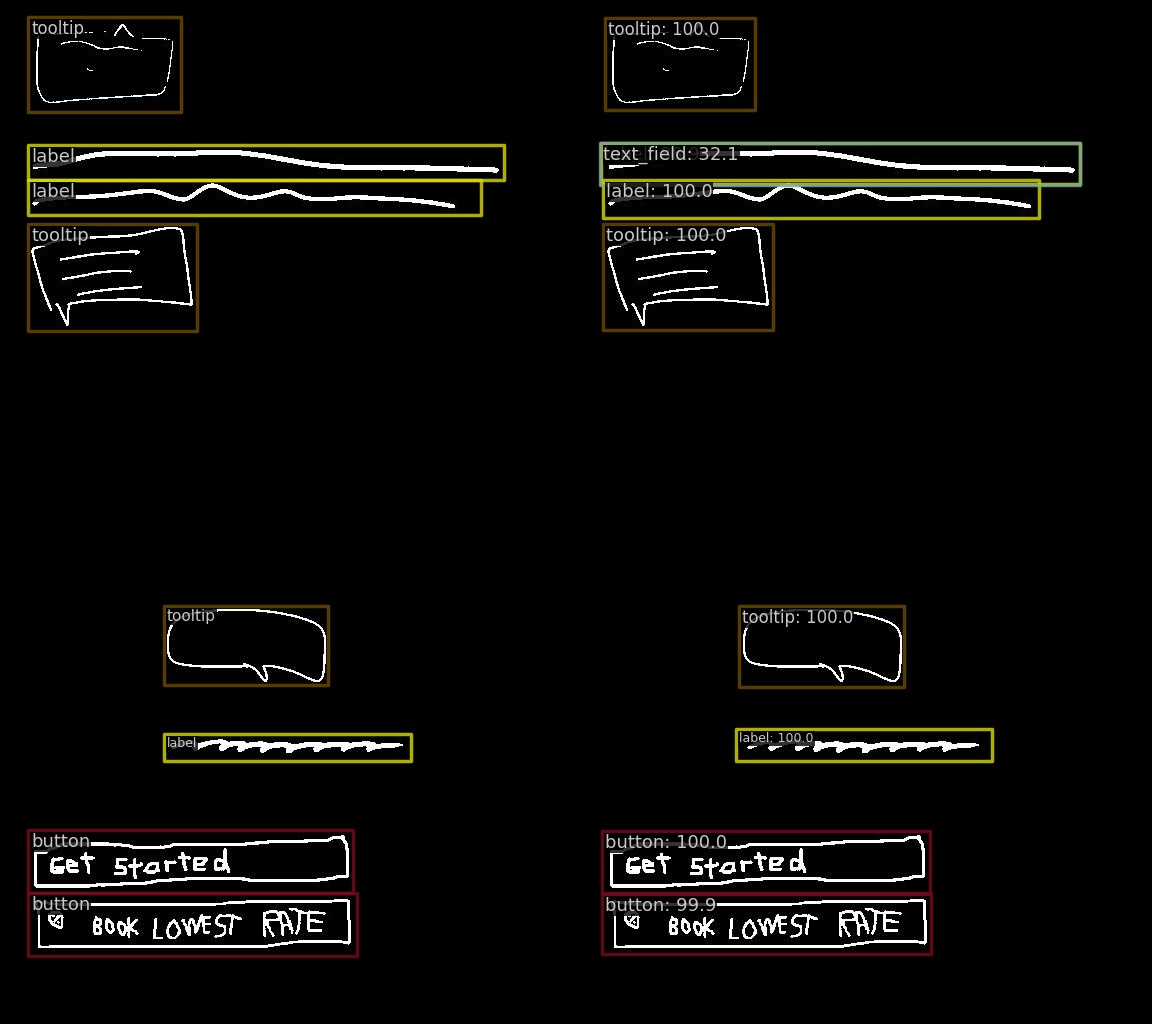 tooltip tooltip: 100.0
label text_field: 32.1
label label: 100.0
tooltip tooltip: 100.0
tooltip tooltip: 100.0
label label: 100.0
button button: 100.0
Get Started Get Started
button button: 99.9
BOOK LOWEST RATE BOOK LOWEST RATE